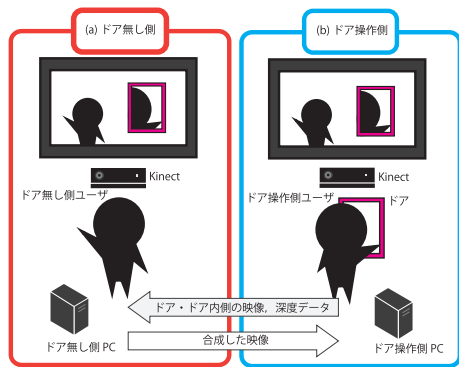 (a) ドア無し側
(b) ドア操作側
Kinect
Kinect
ドア無し側ユーザ
ドア操作側ユーザ
ドア
ドア・ドア内側の映像，深度データ
合成した映像
ドア無し側 PC
ドア操作側 PC